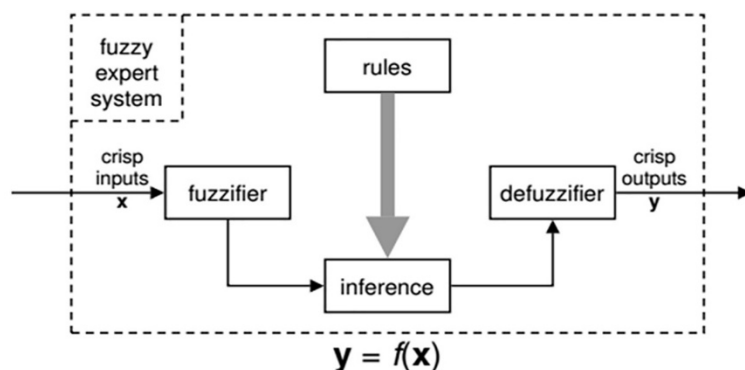 fuzzy
expert
system
rules
crisp
inputs
x
fuzzifier
defuzzifier
crisp
outputs
y
inference
y = f(x)